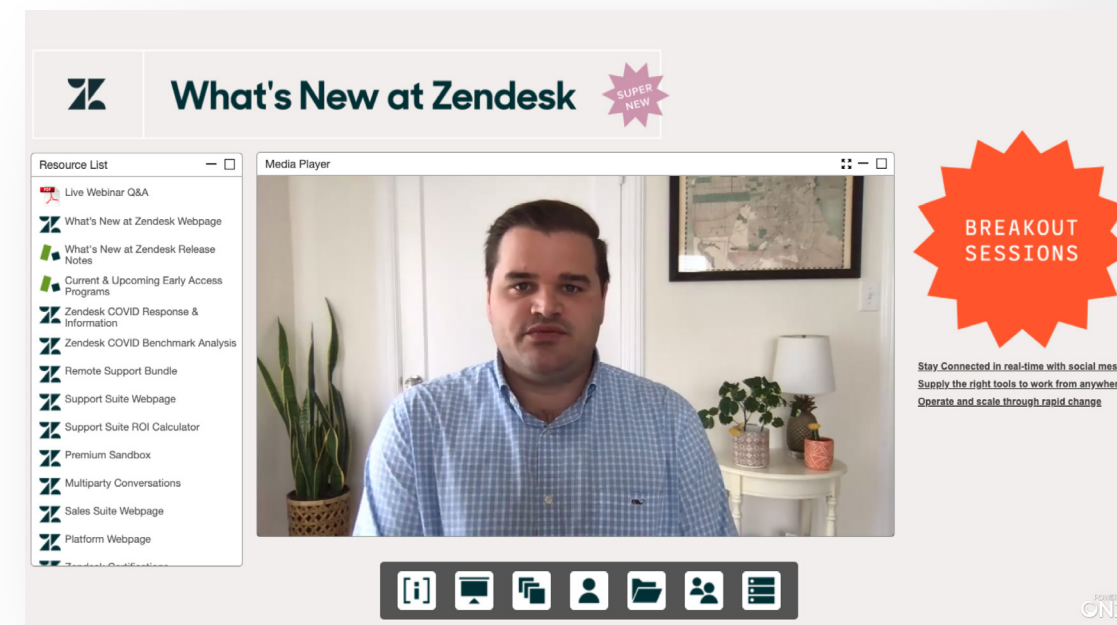 What's New at Zendesk
SUPER
NEW
Resource List
Live Webinar Q&A
What's New at Zendesk Webpage
What's New at Zendesk Release
Notes
Current & Upcoming Early Access
Programs
Zendesk COVID Response &
Information
Zendesk COVID Benchmark Analysis
Remote Support Bundle
Support Suite Webpage
Support Suite ROI Calculator
Premium Sandbox
Multiparty Conversations
Sales Suite Webpage
Platform Webpage
Media Player
BREAKOUT
SESSIONS
Stay Connected in real-time with social mes
Supply the right tools to work from anywher
Operate and scale through rapid change
[i]